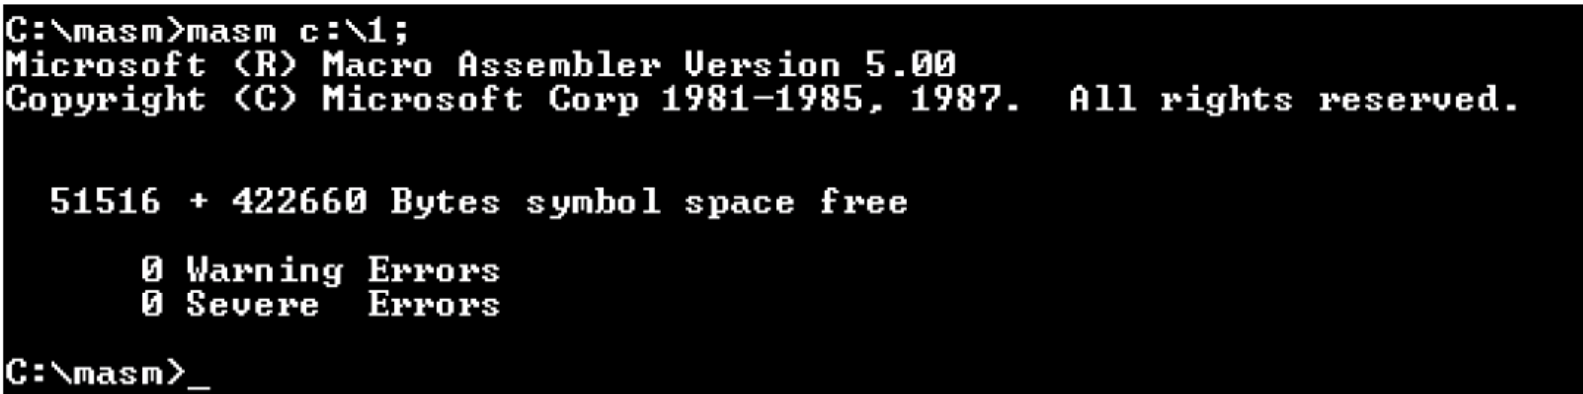 C:\masm>masm c:\1;
Microsoft (R) Macro Assembler Version 5.00
Copyright (C) Microsoft Corp 1981-1985, 1987.  All rights reserved.
51516 + 422660 Bytes symbol space free
0 Warning Errors
0 Severe  Errors
C:\masm>_